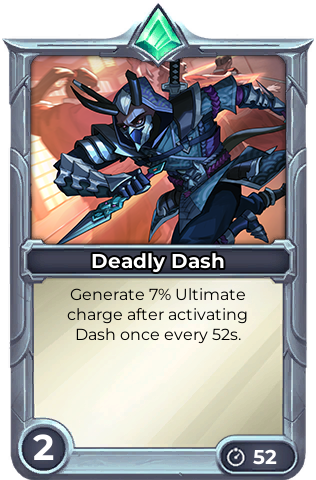 Deadly Dash
Generate 7% Ultimate
charge after activating
Dash once every 52s.
2
52